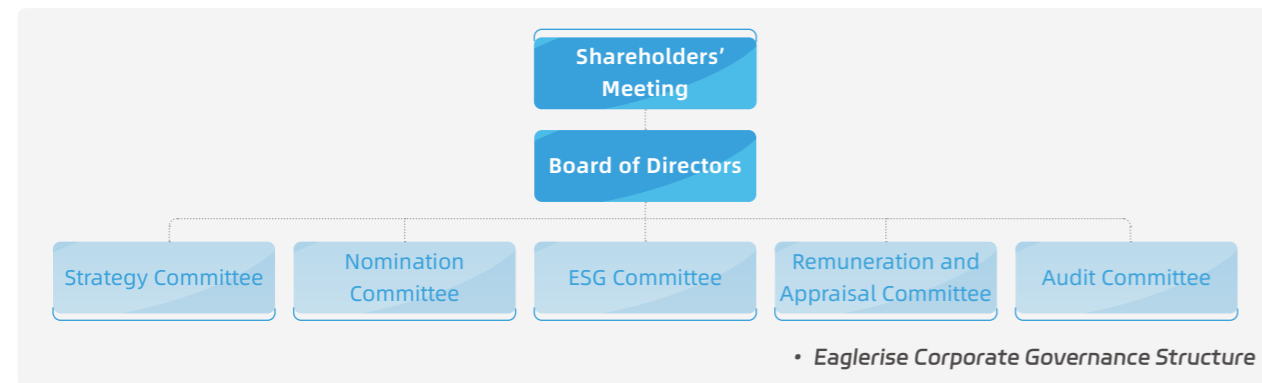 Shareholders’
Meeting
Board of Directors
Strategy Committee
Nomination
Committee
ESG Committee
Remuneration and
Appraisal Committee
Audit Committee
• Eaglerise Corporate Governance Structure